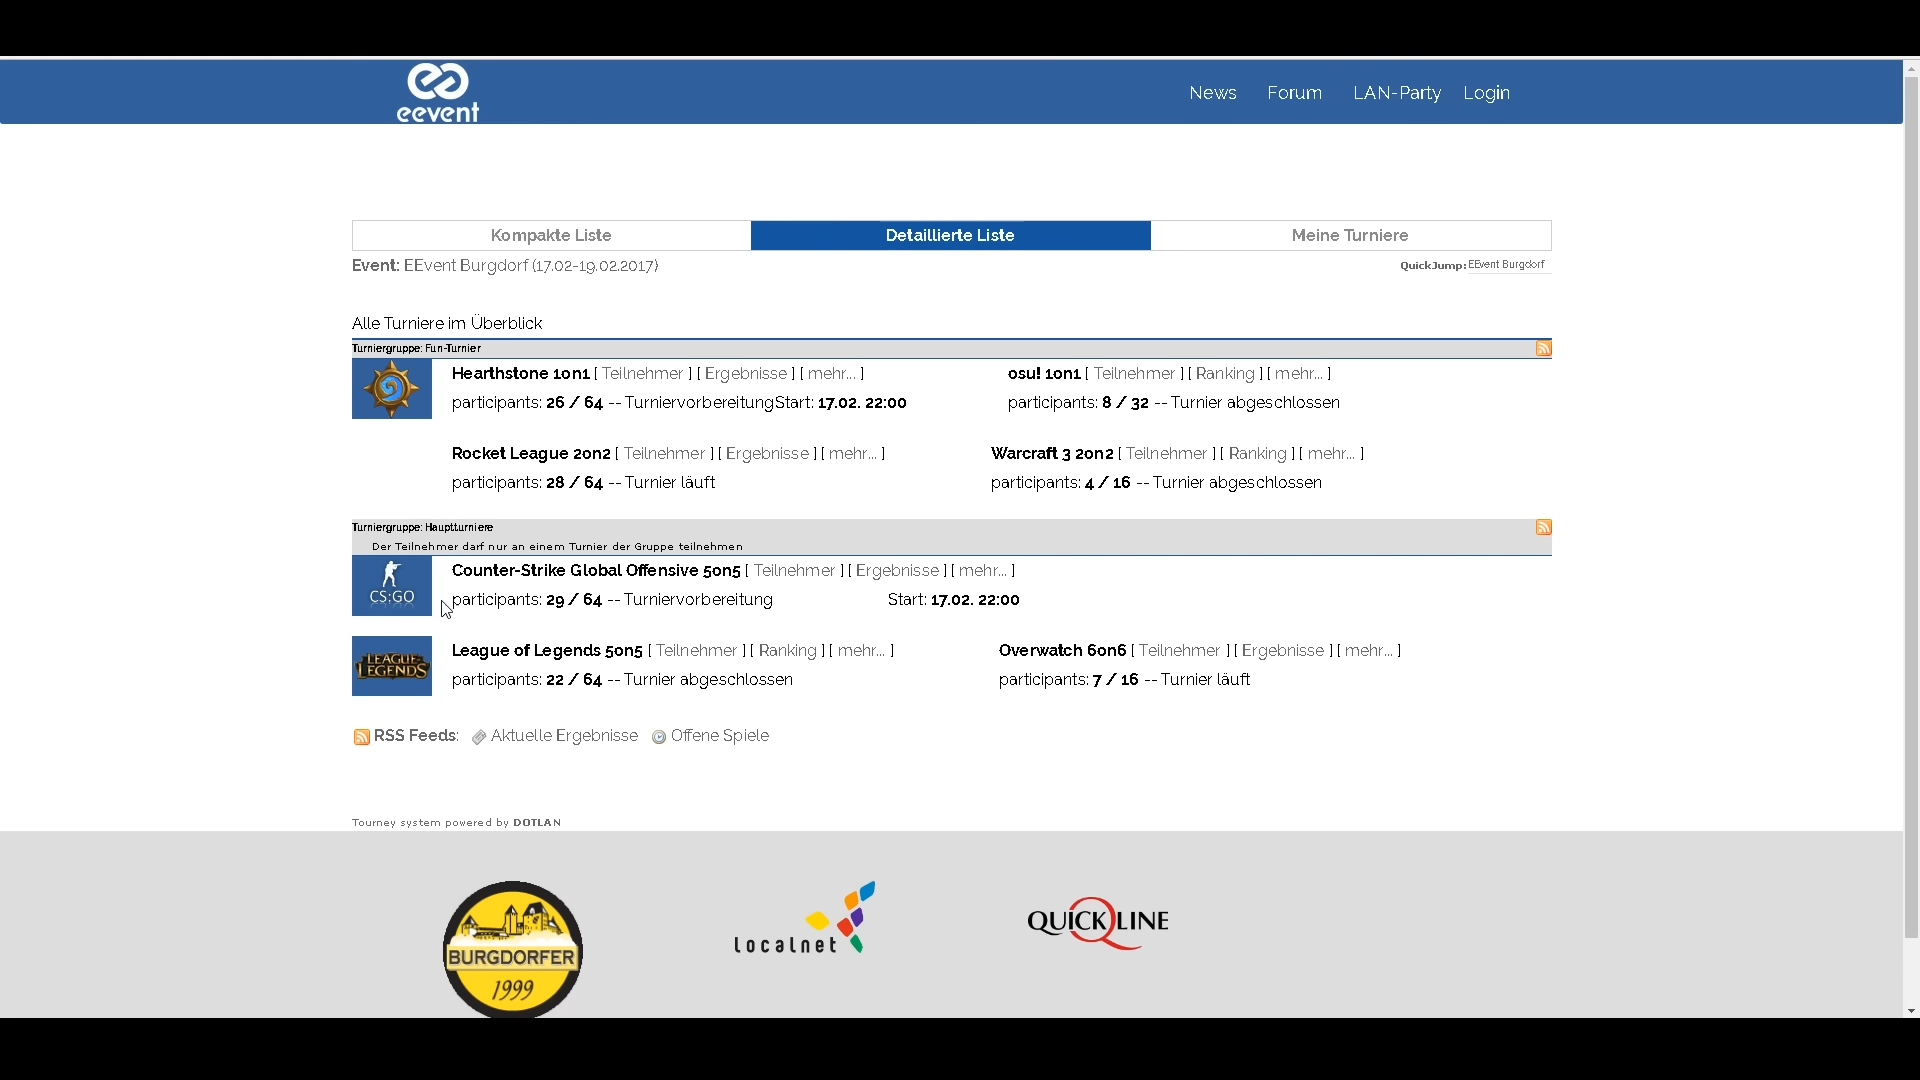 eevent
News Forum LAN-Party Login
Kompakte Liste Detaillierte Liste Meine Turniere
Event: EEvent Burgdorf (17.02-19.02.2017) QuickJump: EEvent Burgdorf
Alle Turniere im Überblick
Turniergruppe: Fun-Turnier
Hearthstone 1on1 [ Teilnehmer ] [ Ergebnisse ] [ mehr... ] osu! 1on1 [ Teilnehmer ] [ Ranking ] [ mehr... ]
participants: 26 / 64 -- TurniervorbereitungStart: 17.02. 22:00 participants: 8 / 32 -- Turnier abgeschlossen
Rocket League 2on2 [ Teilnehmer ] [ Ergebnisse ] [ mehr... ] Warcraft 3 2on2 [ Teilnehmer ] [ Ranking ] [ mehr... ]
participants: 28 / 64 -- Turnier läuft participants: 4 / 16 -- Turnier abgeschlossen
Turniergruppe: Hauptturniere
Der Teilnehmer darf nur an einem Turnier der Gruppe teilnehmen
CS:GO
Counter-Strike Global Offensive 5on5 [ Teilnehmer ] [ Ergebnisse ] [ mehr... ]
participants: 29 / 64 -- Turniervorbereitung Start: 17.02. 22:00
LEAGUE OF LEGENDS
League of Legends 5on5 [ Teilnehmer ] [ Ranking ] [ mehr... ] Overwatch 6on6 [ Teilnehmer ] [ Ergebnisse ] [ mehr... ]
participants: 22 / 64 -- Turnier abgeschlossen participants: 7 / 16 -- Turnier läuft
RSS Feeds: Aktuelle Ergebnisse Offene Spiele
Tourney system powered by DOTLAN
BURGDORFER
1999
localnet
QUICKLINE